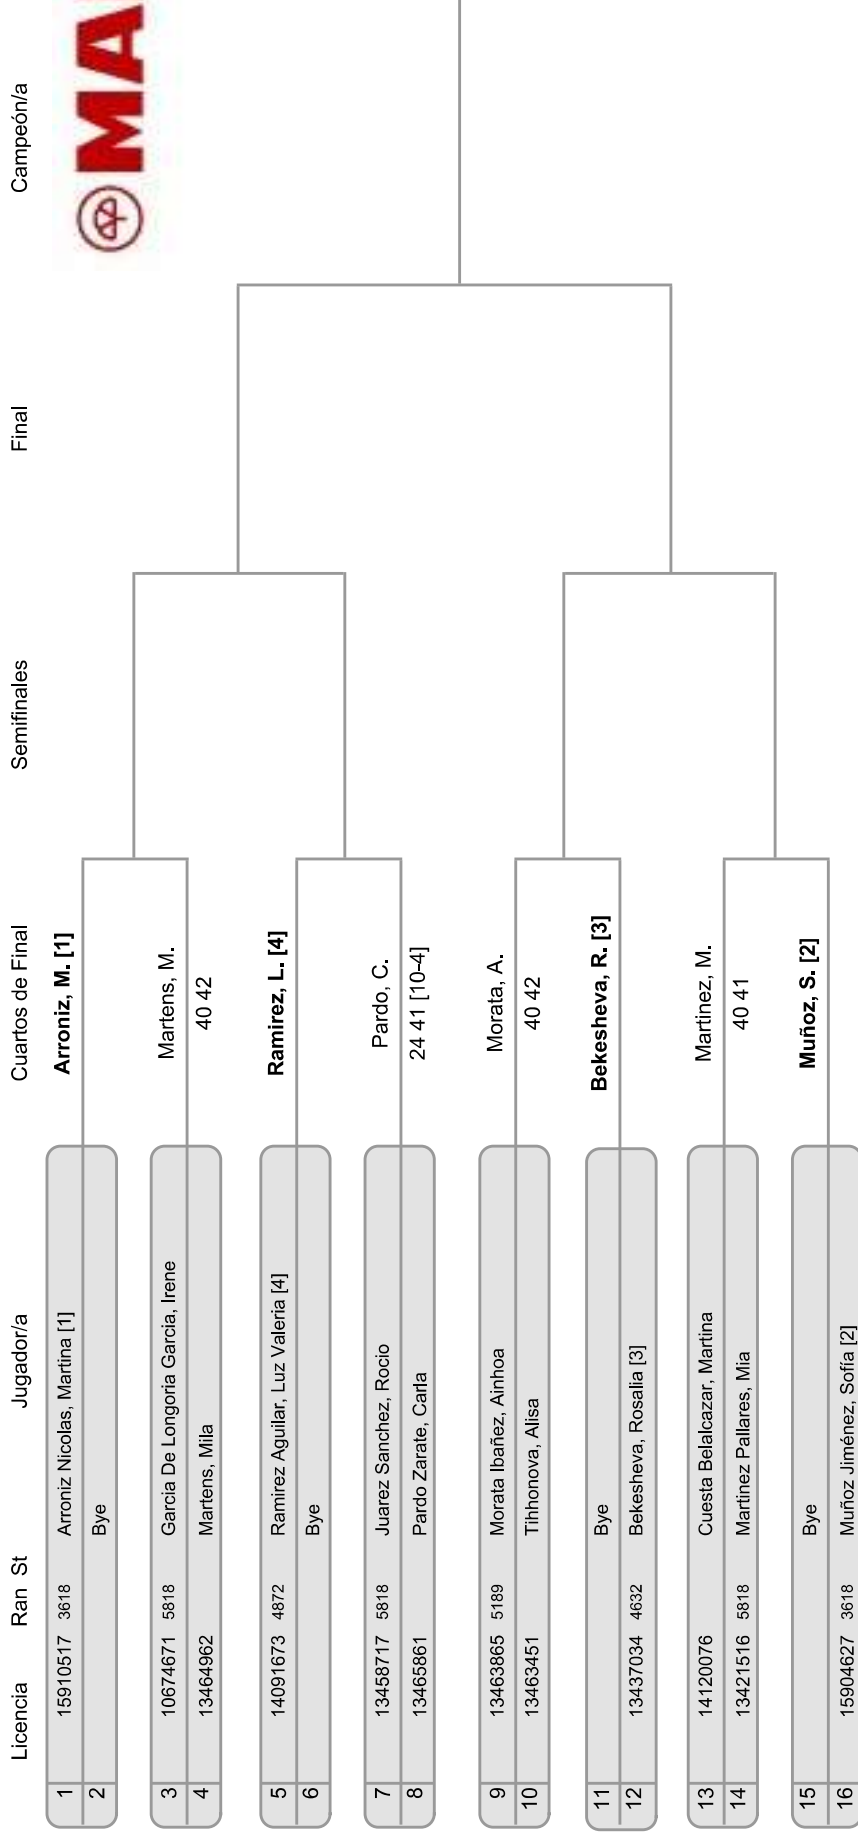 Licencia Ran St Jugador/a Cuartos de Final Semifinales Final Campeón/a
MA
1 15910517 3618 Arroniz Nicolas, Martina [1]
Arroniz, M. [1]
2 Bye
3 10674671 5818 Garcia De Longoria Garcia, Irene
Martens, M.
4 13464962 Martens, Mila
40 42
5 14091673 4872 Ramirez Aguilar, Luz Valeria [4]
Ramirez, L. [4]
6 Bye
7 13458717 5818 Juarez Sanchez, Rocio
Pardo, C.
8 13465861 Pardo Zarate, Carla
24 41 [10-4]
9 13463865 5189 Morata Ibañez, Ainhoa
Morata, A.
10 13463451 Tihhonova, Alisa
40 42
11 Bye
Bekesheva, R. [3]
12 13437034 4632 Bekesheva, Rosalia [3]
13 14120076 Cuesta Belalcazar, Martina
Martinez, M.
14 13421516 5818 Martinez Pallares, Mia
40 41
15 Bye
Muñoz, S. [2]
16 15904627 3618 Muñoz Jiménez, Sofía [2]